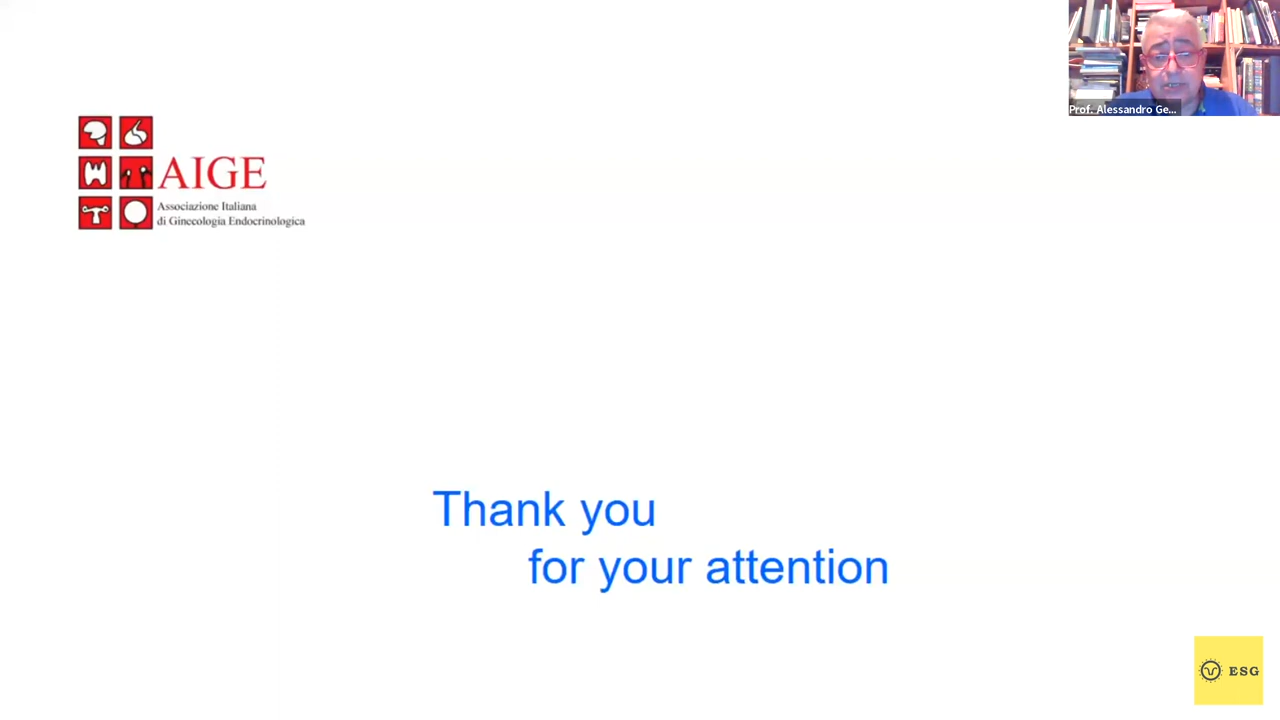 Prof. Alessandro Ge...
AIGE
Associazione Italiana
di Ginecologia Endocrinologica
Thank you
for your attention
ESG